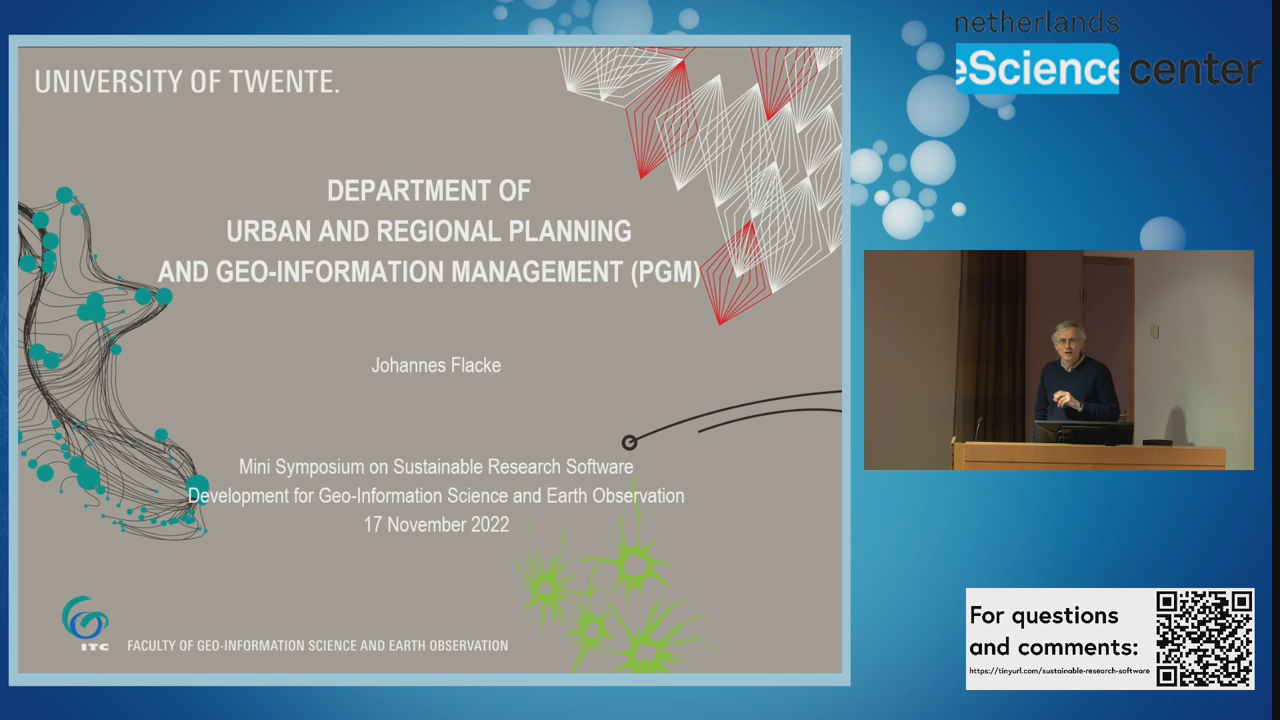 UNIVERSITY OF TWENTE.
DEPARTMENT OF
URBAN AND REGIONAL PLANNING
AND GEO-INFORMATION MANAGEMENT (PGM)
Johannes Flacke
Mini Symposium on Sustainable Research Software
Development for Geo-Information Science and Earth Observation
17 November 2022
ITC
FACULTY OF GEO-INFORMATION SCIENCE AND EARTH OBSERVATION
netherlands
eScience center
For questions
and comments:
https://tinyurl.com/sustainable-research-software